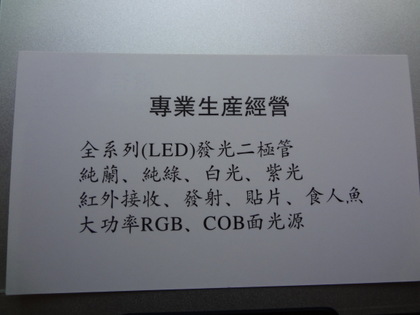 專業生產經營
全系列(LED)發光二極管
純蘭、純綠、白光、紫光
紅外接收、發射、貼片、食人魚
大功率RGB、COB面光源